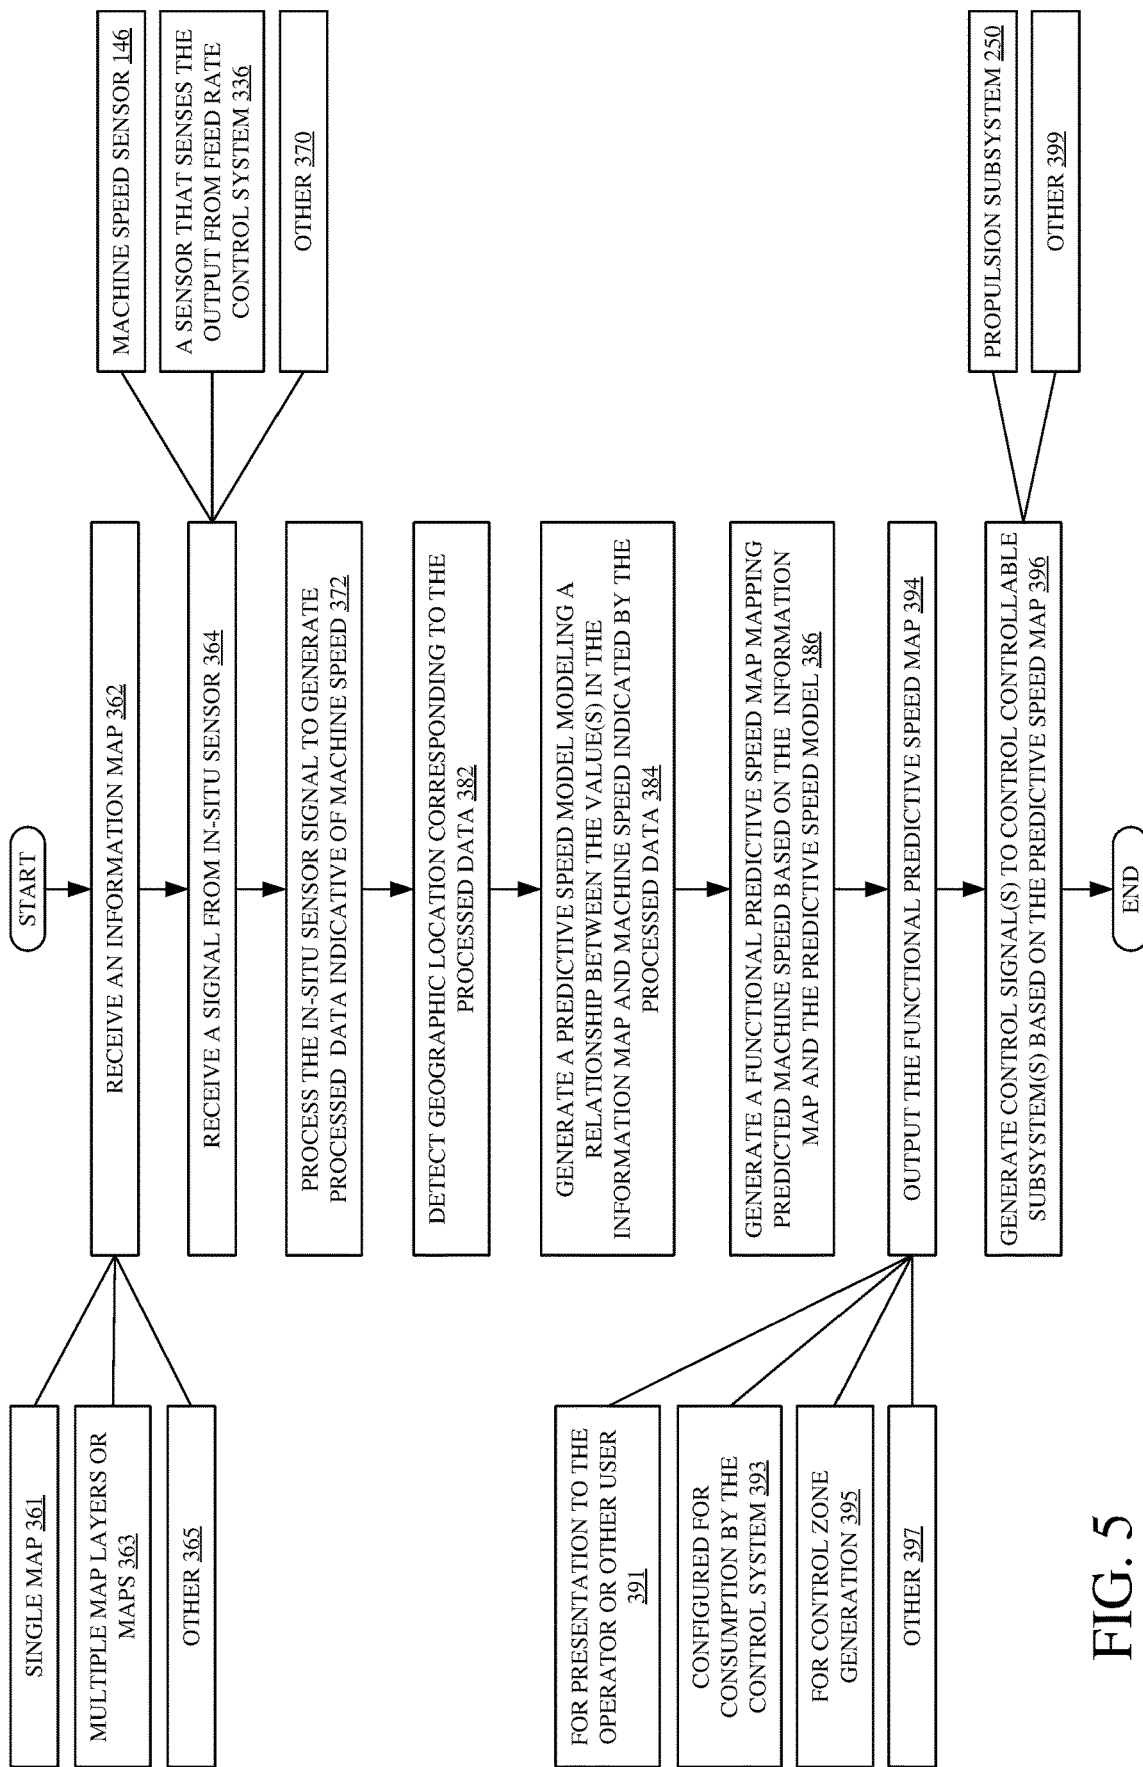 START
RECEIVE AN INFORMATION MAP 362
SINGLE MAP 361
MULTIPLE MAP LAYERS OR
MAPS 363
OTHER 365
RECEIVE A SIGNAL FROM IN-SITU SENSOR 364
MACHINE SPEED SENSOR 146
A SENSOR THAT SENSES THE
OUTPUT FROM FEED RATE
CONTROL SYSTEM 336
OTHER 370
PROCESS THE IN-SITU SENSOR SIGNAL TO GENERATE
PROCESSED DATA INDICATIVE OF MACHINE SPEED 372
DETECT GEOGRAPHIC LOCATION CORRESPONDING TO THE
PROCESSED DATA 382
GENERATE A PREDICTIVE SPEED MODEL MODELING A
RELATIONSHIP BETWEEN THE VALUE(S) IN THE
INFORMATION MAP AND MACHINE SPEED INDICATED BY THE
PROCESSED DATA 384
GENERATE A FUNCTIONAL PREDICTIVE SPEED MAP MAPPING
PREDICTED MACHINE SPEED BASED ON THE INFORMATION
MAP AND THE PREDICTIVE SPEED MODEL 386
OUTPUT THE FUNCTIONAL PREDICTIVE SPEED MAP 394
FOR PRESENTATION TO THE
OPERATOR OR OTHER USER
391
CONFIGURED FOR
CONSUMPTION BY THE
CONTROL SYSTEM 393
FOR CONTROL ZONE
GENERATION 395
OTHER 397
GENERATE CONTROL SIGNAL(S) TO CONTROL CONTROLLABLE
SUBSYSTEM(S) BASED ON THE PREDICTIVE SPEED MAP 396
PROPULSION SUBSYSTEM 250
OTHER 399
END
FIG. 5